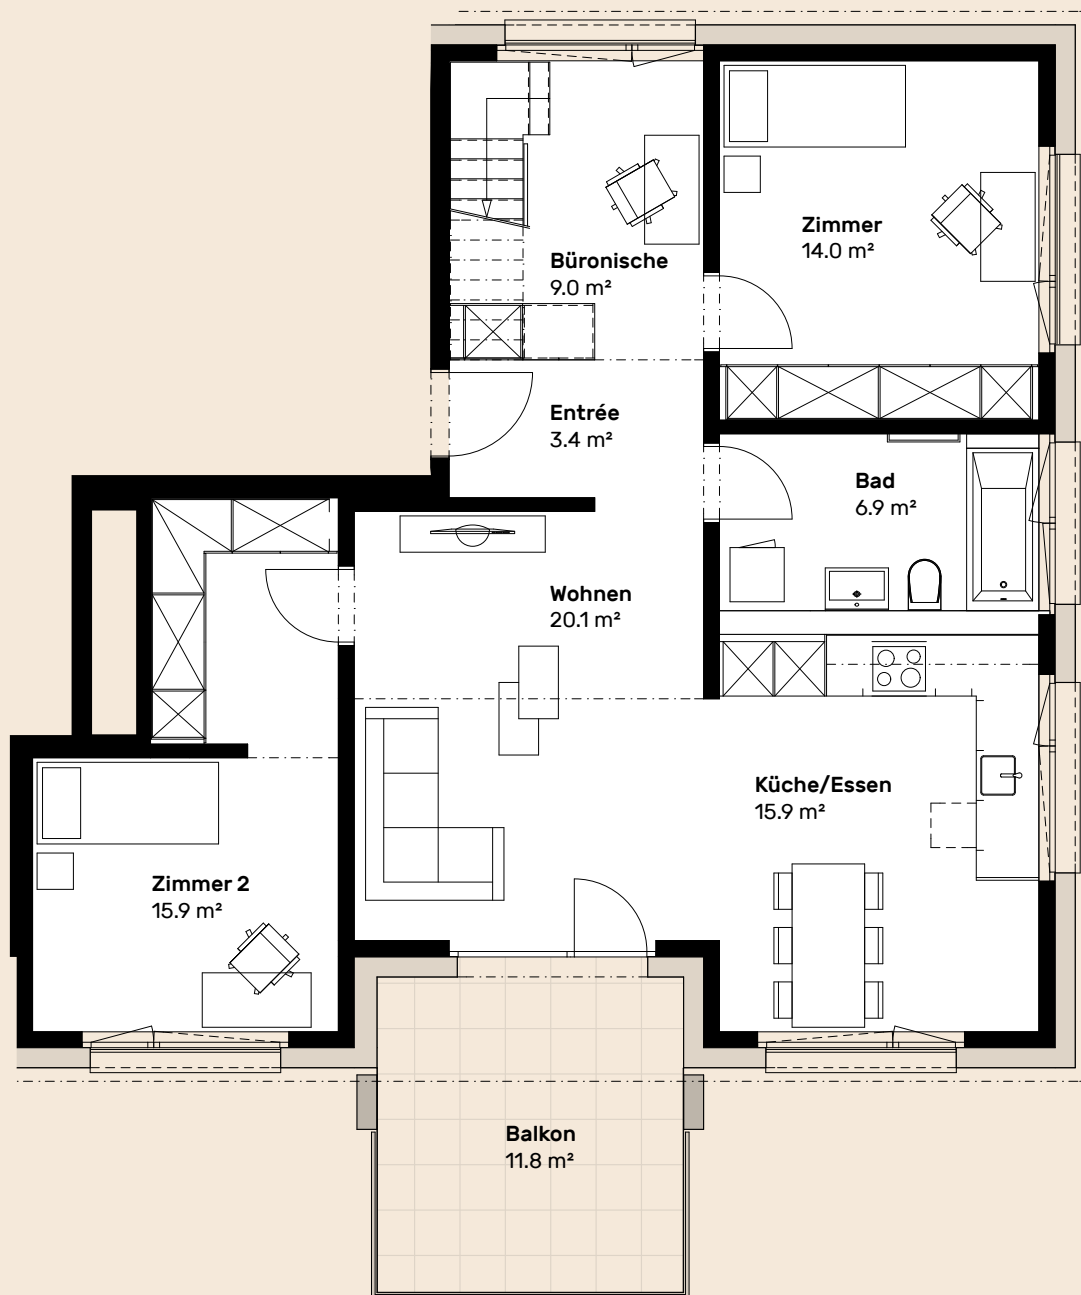 Zimmer
14.0 m²
Büronische
9.0 m²
Entrée
3.4 m²
Bad
6.9 m²
Wohnen
20.1 m²
Küche/Essen
15.9 m²
Zimmer 2
15.9 m²
Balkon
11.8 m²